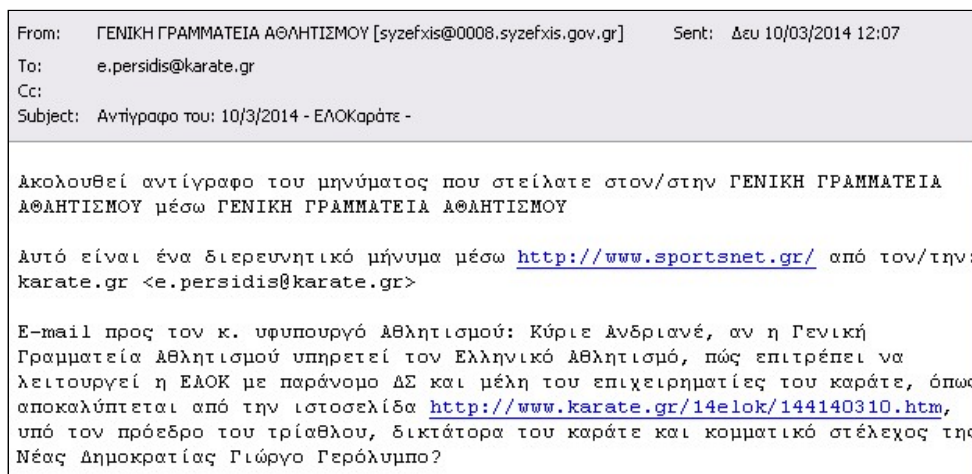 From: ΓΕΝΙΚΗ ΓΡΑΜΜΑΤΕΙΑ ΑΘΛΗΤΙΣΜΟΥ [syzefxis@0008.syzefxis.gov.gr] Sent: Δευ 10/03/2014 12:07
To: e.persidis@karate.gr
Cc:
Subject: Αντίγραφο του: 10/3/2014 - ΕΛΟΚαράτε -
Ακολουθεί αντίγραφο του μηνύματος που στείλατε στον/στην ΓΕΝΙΚΗ ΓΡΑΜΜΑΤΕΙΑ
ΑΘΛΗΤΙΣΜΟΥ μέσω ΓΕΝΙΚΗ ΓΡΑΜΜΑΤΕΙΑ ΑΘΛΗΤΙΣΜΟΥ
Αυτό είναι ένα διερευνητικό μήνυμα μέσω http://www.sportsnet.gr/ από τον/την:
karate.gr <e.persidis@karate.gr>
E-mail προς τον κ. υφυπουργό Αθλητισμού: Κύριε Ανδριανέ, αν η Γενική
Γραμματεία Αθλητισμού υπηρετεί τον Ελληνικό Αθλητισμό, πώς επιτρέπει να
λειτουργεί η ΕΛΟΚ με παράνομο ΔΣ και μέλη του επιχειρηματίες του καράτε, όπως
αποκαλύπτεται από την ιστοσελίδα http://www.karate.gr/14elok/144140310.htm,
υπό τον πρόεδρο του τρίαθλου, δικτάτορα του καράτε και κομματικό στέλεχος της
Νέας Δημοκρατίας Γιώργο Γερόλυμπο?